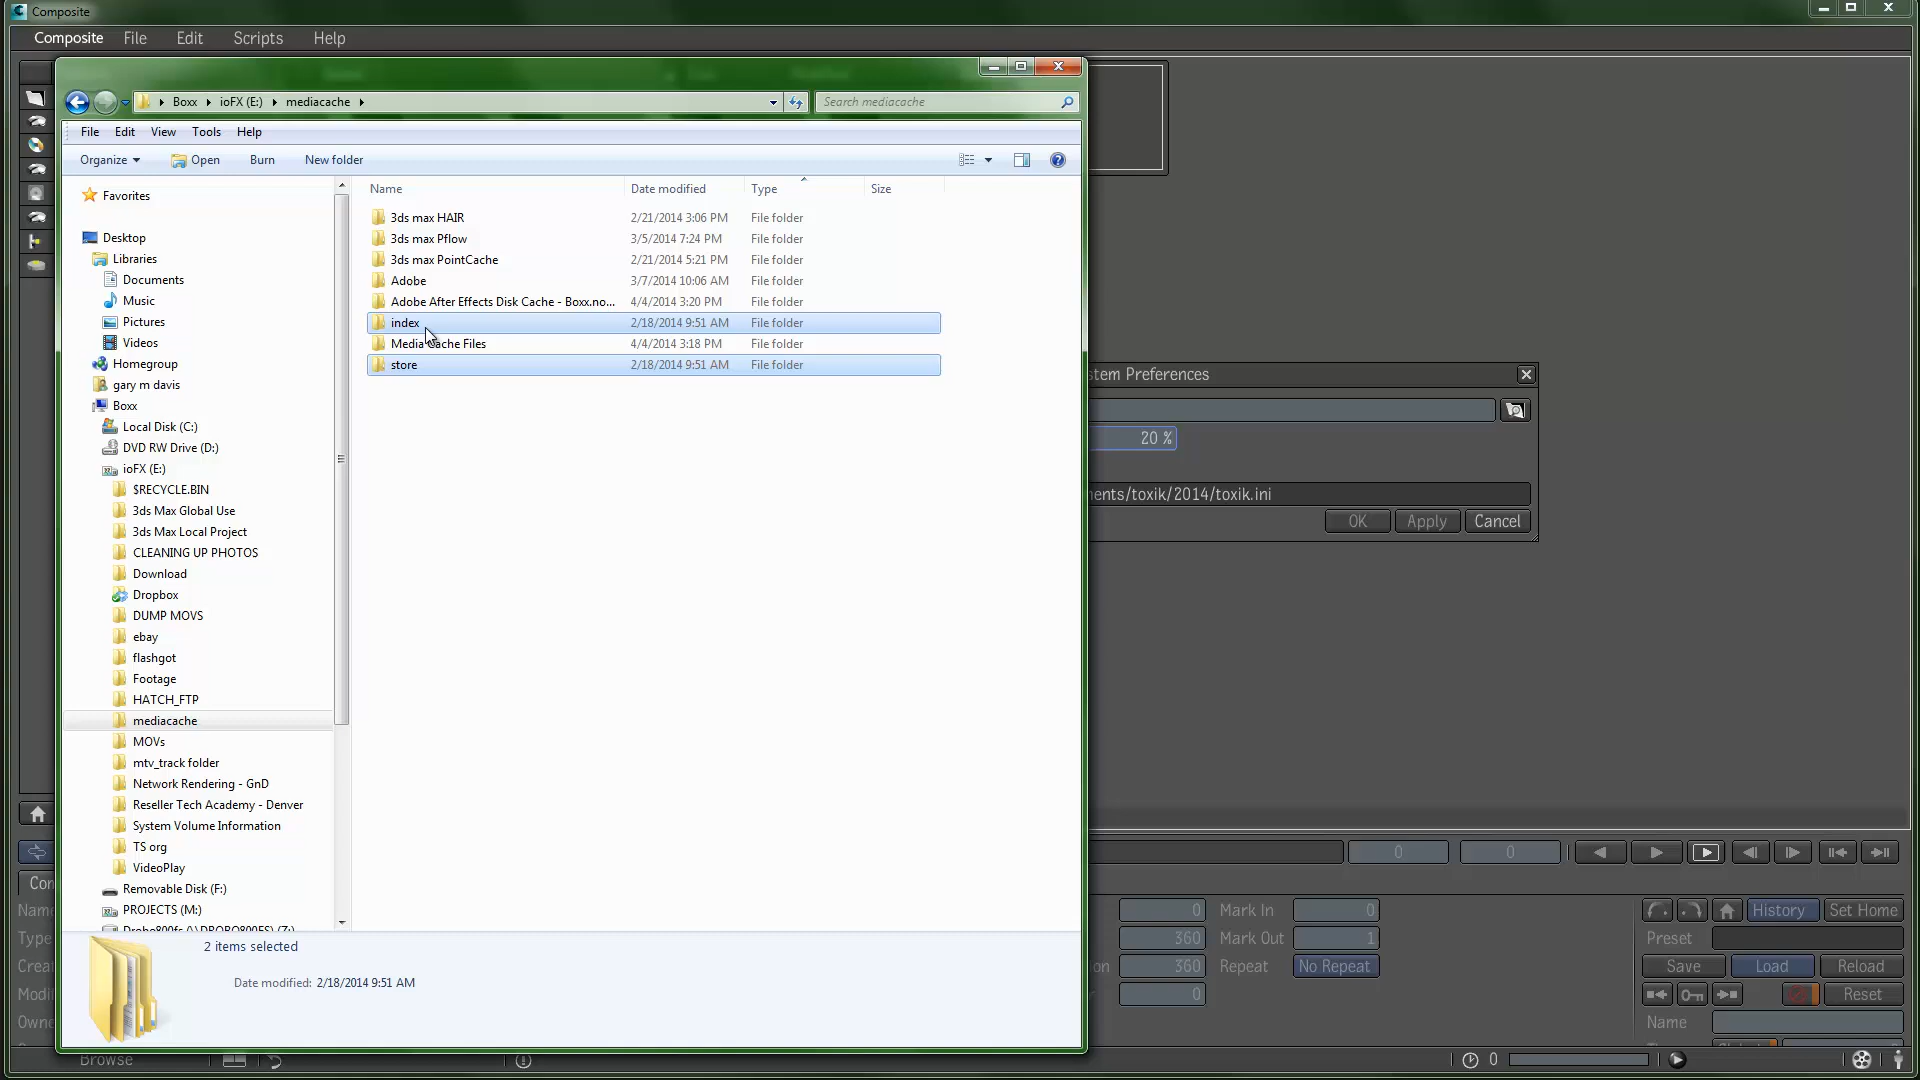 Composite
Composite File Edit Scripts Help
Boxx ioFX (E:) mediacache
Search mediacache
File Edit View Tools Help
Organize Open Burn New folder
Name Date modified Type Size
3ds max HAIR 2/21/2014 3:06 PM File folder
3ds max Pflow 3/5/2014 7:24 PM File folder
3ds max PointCache 2/21/2014 5:21 PM File folder
Adobe 3/7/2014 10:06 AM File folder
Adobe After Effects Disk Cache - Boxx.no... 4/4/2014 3:20 PM File folder
index 2/18/2014 9:51 AM File folder
Media Cache Files 4/4/2014 3:18 PM File folder
store 2/18/2014 9:51 AM File folder
Favorites
Desktop
Libraries
Documents
Music
Pictures
Videos
Homegroup
gary m davis
Boxx
Local Disk (C:)
DVD RW Drive (D:)
ioFX (E:)
$RECYCLE.BIN
3ds Max Global Use
3ds Max Local Project
CLEANING UP PHOTOS
Download
Dropbox
DUMP MOVS
ebay
flashgot
Footage
HATCH_FTP
mediacache
MOVs
mtv_track folder
Network Rendering - GnD
Reseller Tech Academy - Denver
System Volume Information
TS org
VideoPlay
Removable Disk (F:)
PROJECTS (M:)
2 items selected
Date modified: 2/18/2014 9:51 AM
stem Preferences
20 %
ents/toxik/2014/toxik.ini
OK Apply Cancel
0 0
Con
Name
Type
Crea
Modi
Owne
0 Mark In 0
360 Mark Out 1
on 360 Repeat No Repeat
0
History Set Home
Preset
Save Load Reload
Reset
Name
Browse
0